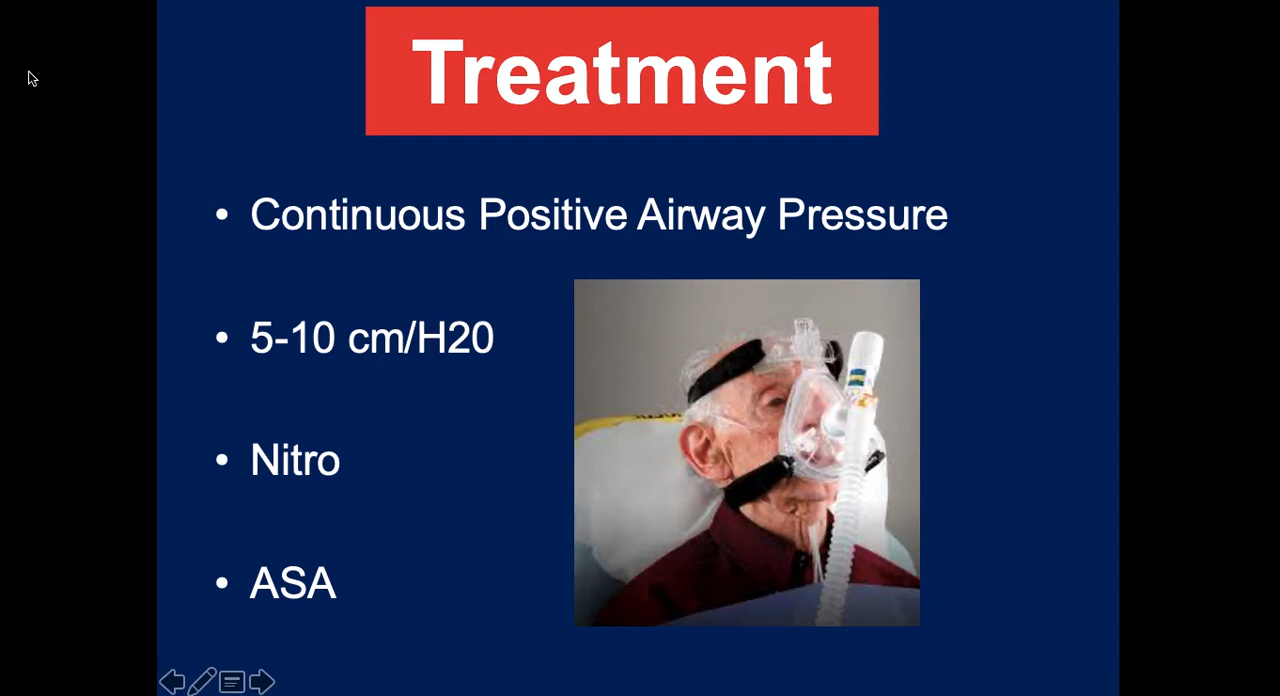 Treatment
• Continuous Positive Airway Pressure
• 5-10 cm/H20
• Nitro
• ASA